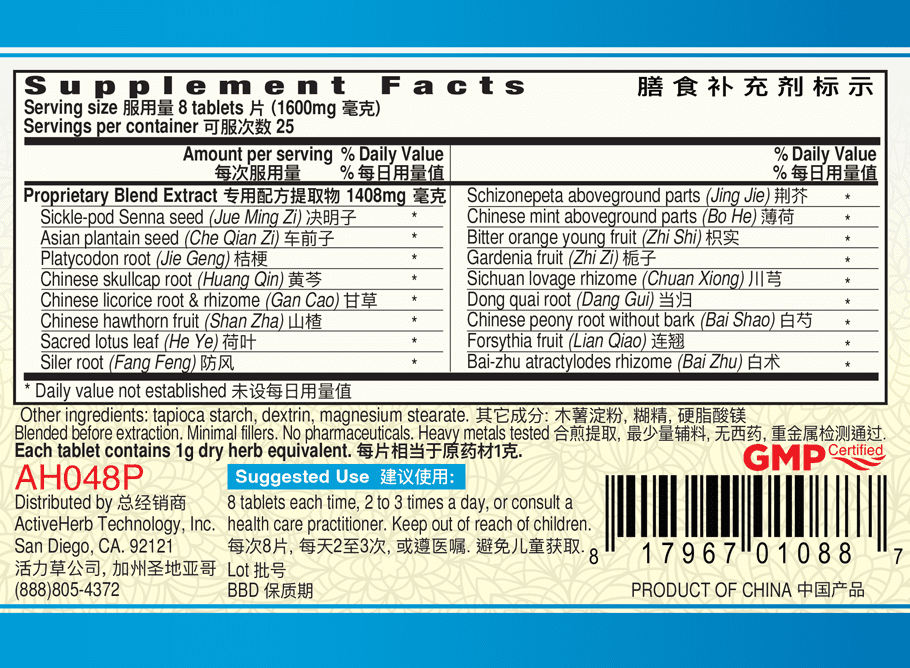 Supplement Facts 膳食补充剂标示
Serving size 服用量 8 tablets 片 (1600mg 毫克)
Servings per container 可服次数 25
Amount per serving % Daily Value
每次服用量 % 每日用量值
Proprietary Blend Extract 专用配方提取物 1408mg 毫克
Sickle-pod Senna seed (Jue Ming Zi) 决明子 *
Asian plantain seed (Che Qian Zi) 车前子 *
Platycodon root (Jie Geng) 桔梗 *
Chinese skullcap root (Huang Qin) 黄芩 *
Chinese licorice root & rhizome (Gan Cao) 甘草 *
Chinese hawthorn fruit (Shan Zha) 山楂 *
Sacred lotus leaf (He Ye) 荷叶 *
Siler root (Fang Feng) 防风 *
% Daily Value
% 每日用量值
Schizonepeta aboveground parts (Jing Jie) 荆芥 *
Chinese mint aboveground parts (Bo He) 薄荷 *
Bitter orange young fruit (Zhi Shi) 枳实 *
Gardenia fruit (Zhi Zi) 栀子 *
Sichuan lovage rhizome (Chuan Xiong) 川芎 *
Dong quai root (Dang Gui) 当归 *
Chinese peony root without bark (Bai Shao) 白芍 *
Forsythia fruit (Lian Qiao) 连翘 *
Bai-zhu atractylodes rhizome (Bai Zhu) 白术 *
* Daily value not established 未设每日用量值
Other ingredients: tapioca starch, dextrin, magnesium stearate. 其它成分: 木薯淀粉, 糊精, 硬脂酸镁
Blended before extraction. Minimal fillers. No pharmaceuticals. Heavy metals tested 合煎提取, 最少量辅料, 无西药, 重金属检测通过.
Each tablet contains 1g dry herb equivalent. 每片相当于原药材1克.
GMP Certified
AH048P
Distributed by 总经销商
ActiveHerb Technology, Inc.
San Diego, CA. 92121
活力草公司, 加州圣地亚哥
(888)805-4372
Suggested Use 建议使用:
8 tablets each time, 2 to 3 times a day, or consult a
health care practitioner. Keep out of reach of children.
每次8片, 每天2至3次, 或遵医嘱. 避免儿童获取.
Lot 批号
BBD 保质期
8 17967 01088 7
PRODUCT OF CHINA 中国产品